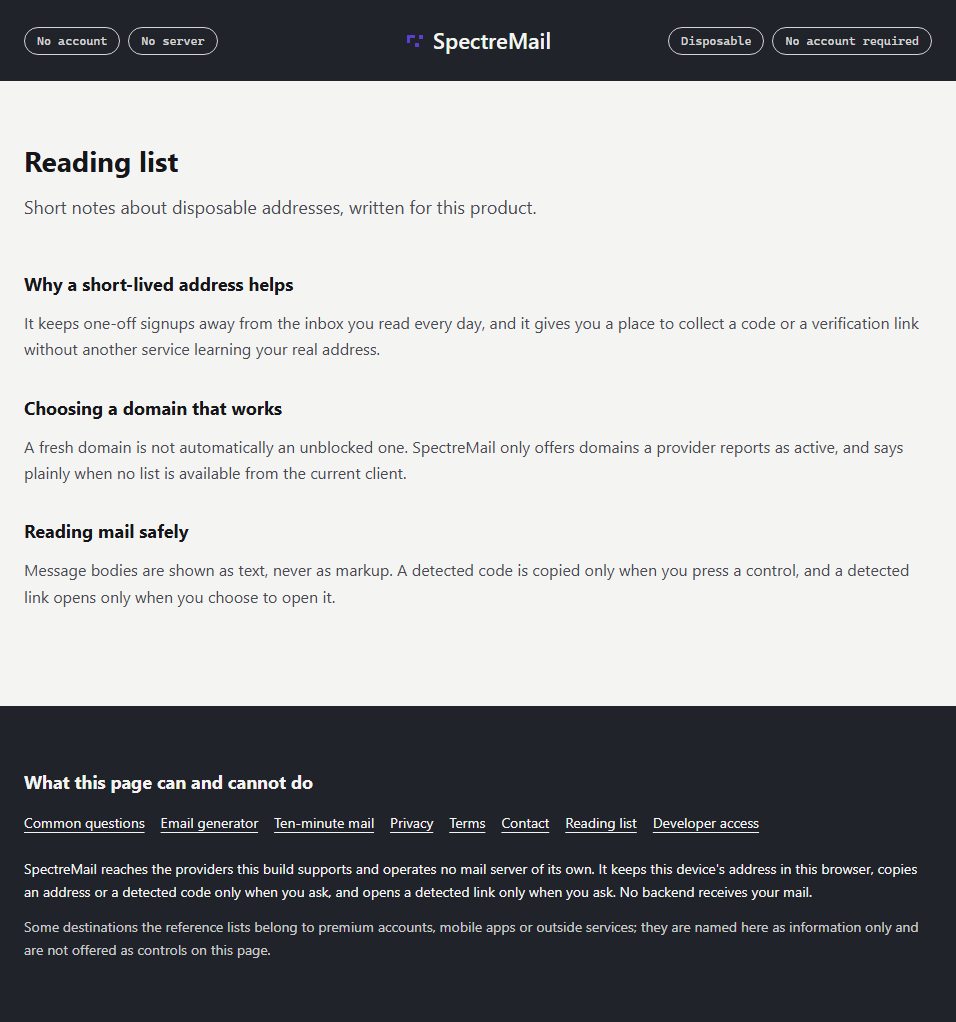 No account
No server
SpectreMail
Disposable
No account required
Reading list
Short notes about disposable addresses, written for this product.
Why a short-lived address helps
It keeps one-off signups away from the inbox you read every day, and it gives you a place to collect a code or a verification link
without another service learning your real address.
Choosing a domain that works
A fresh domain is not automatically an unblocked one. SpectreMail only offers domains a provider reports as active, and says
plainly when no list is available from the current client.
Reading mail safely
Message bodies are shown as text, never as markup. A detected code is copied only when you press a control, and a detected
link opens only when you choose to open it.
What this page can and cannot do
Common questions Email generator Ten-minute mail Privacy Terms Contact Reading list Developer access
SpectreMail reaches the providers this build supports and operates no mail server of its own. It keeps this device's address in this browser, copies
an address or a detected code only when you ask, and opens a detected link only when you ask. No backend receives your mail.
Some destinations the reference lists belong to premium accounts, mobile apps or outside services; they are named here as information only and
are not offered as controls on this page.